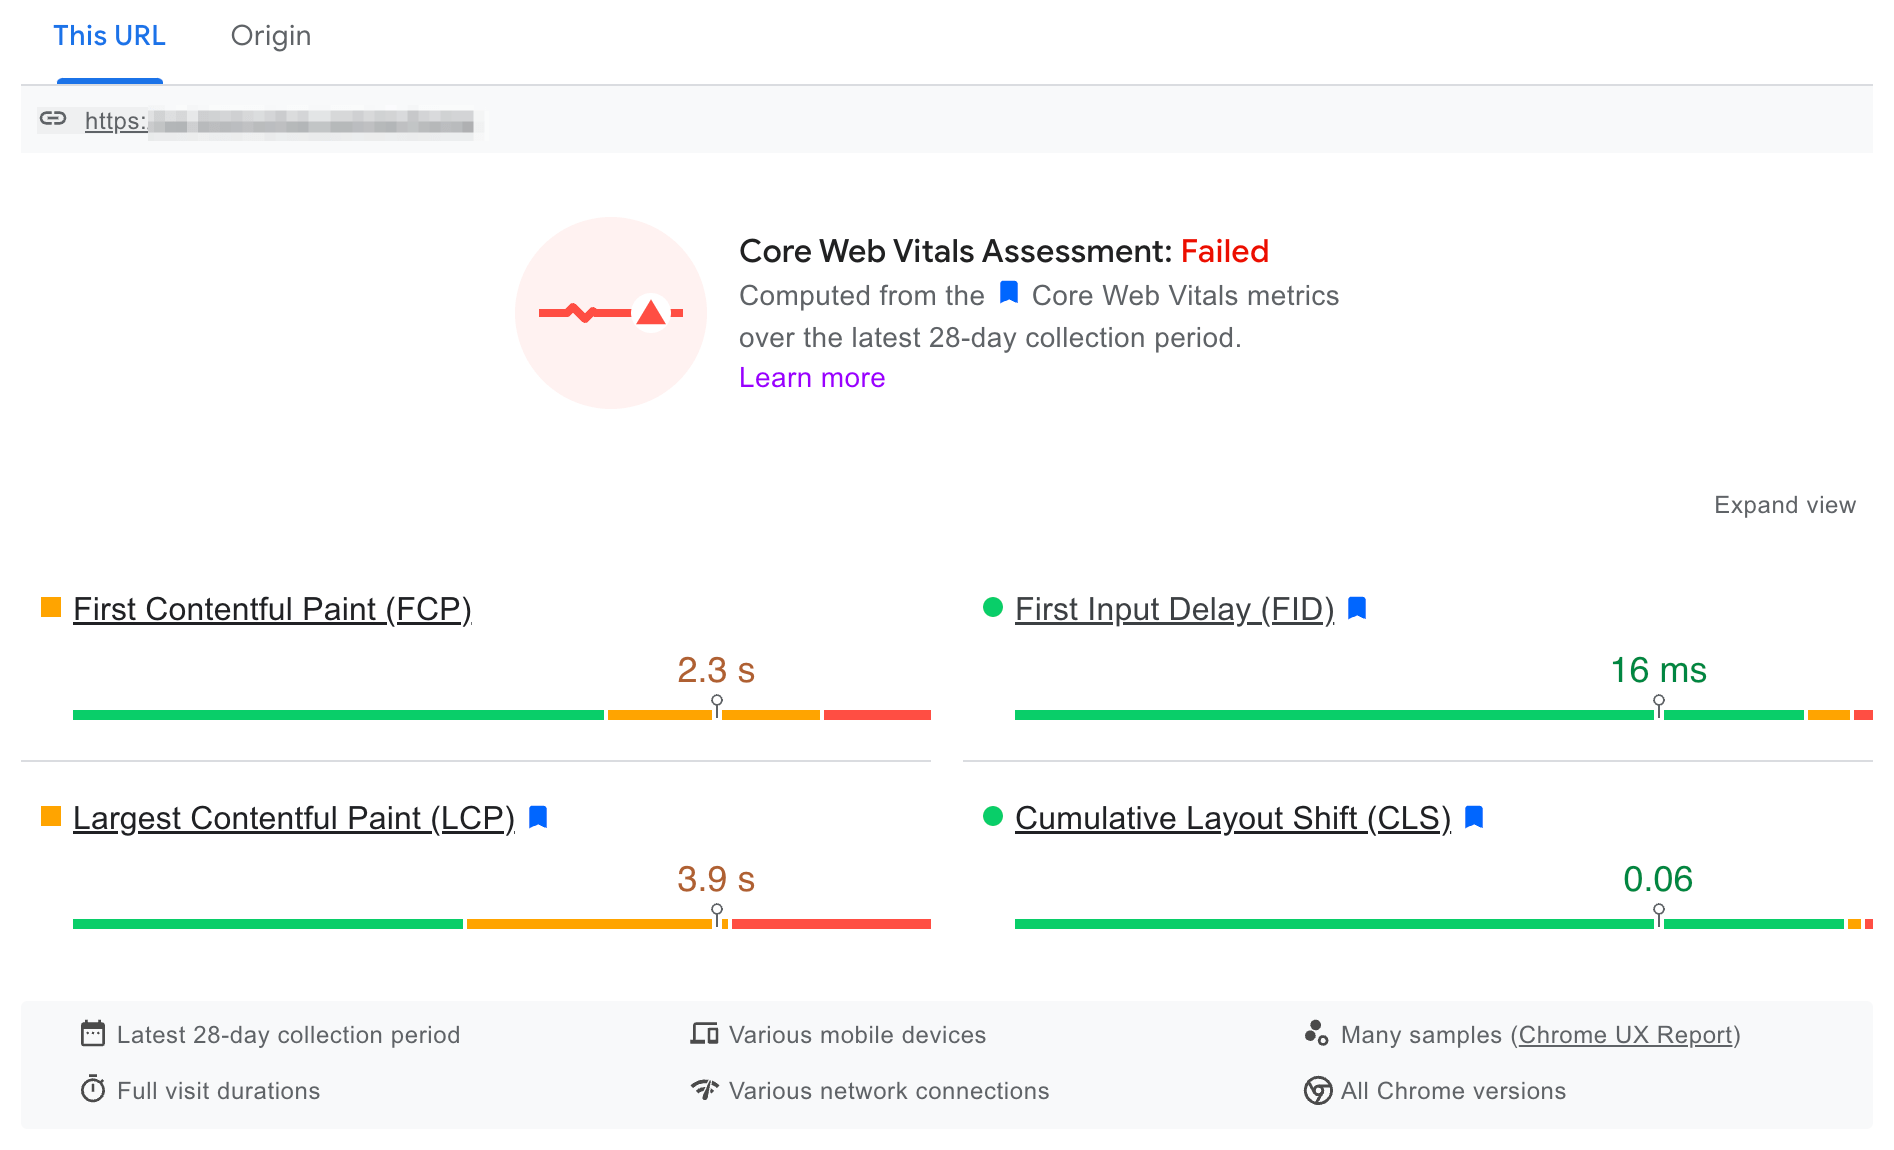 This URL
Origin
https:
Core Web Vitals Assessment: Failed
Computed from the Core Web Vitals metrics
over the latest 28-day collection period.
Learn more
Expand view
First Contentful Paint (FCP)
2.3 s
First Input Delay (FID)
16 ms
Largest Contentful Paint (LCP)
3.9 s
Cumulative Layout Shift (CLS)
0.06
Latest 28-day collection period
Various mobile devices
Many samples (Chrome UX Report)
Full visit durations
Various network connections
All Chrome versions